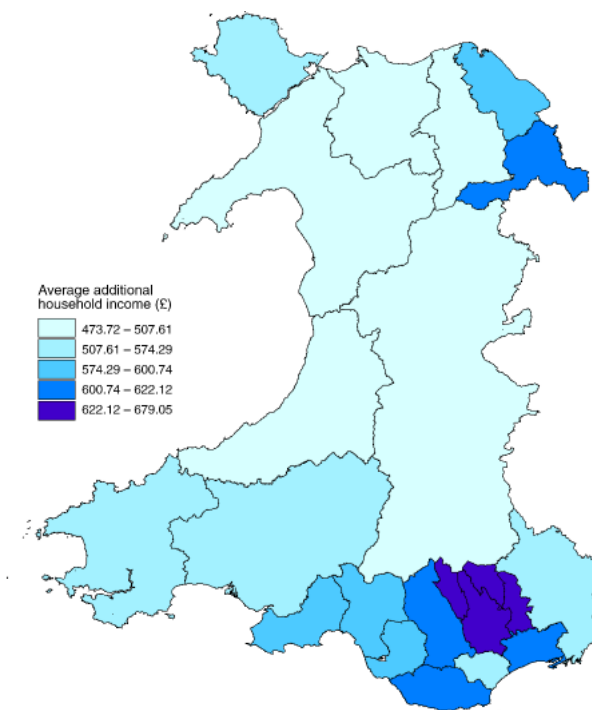 Average additional
household income (£)
473.72 – 507.61
507.61 – 574.29
574.29 – 600.74
600.74 – 622.12
622.12 – 679.05